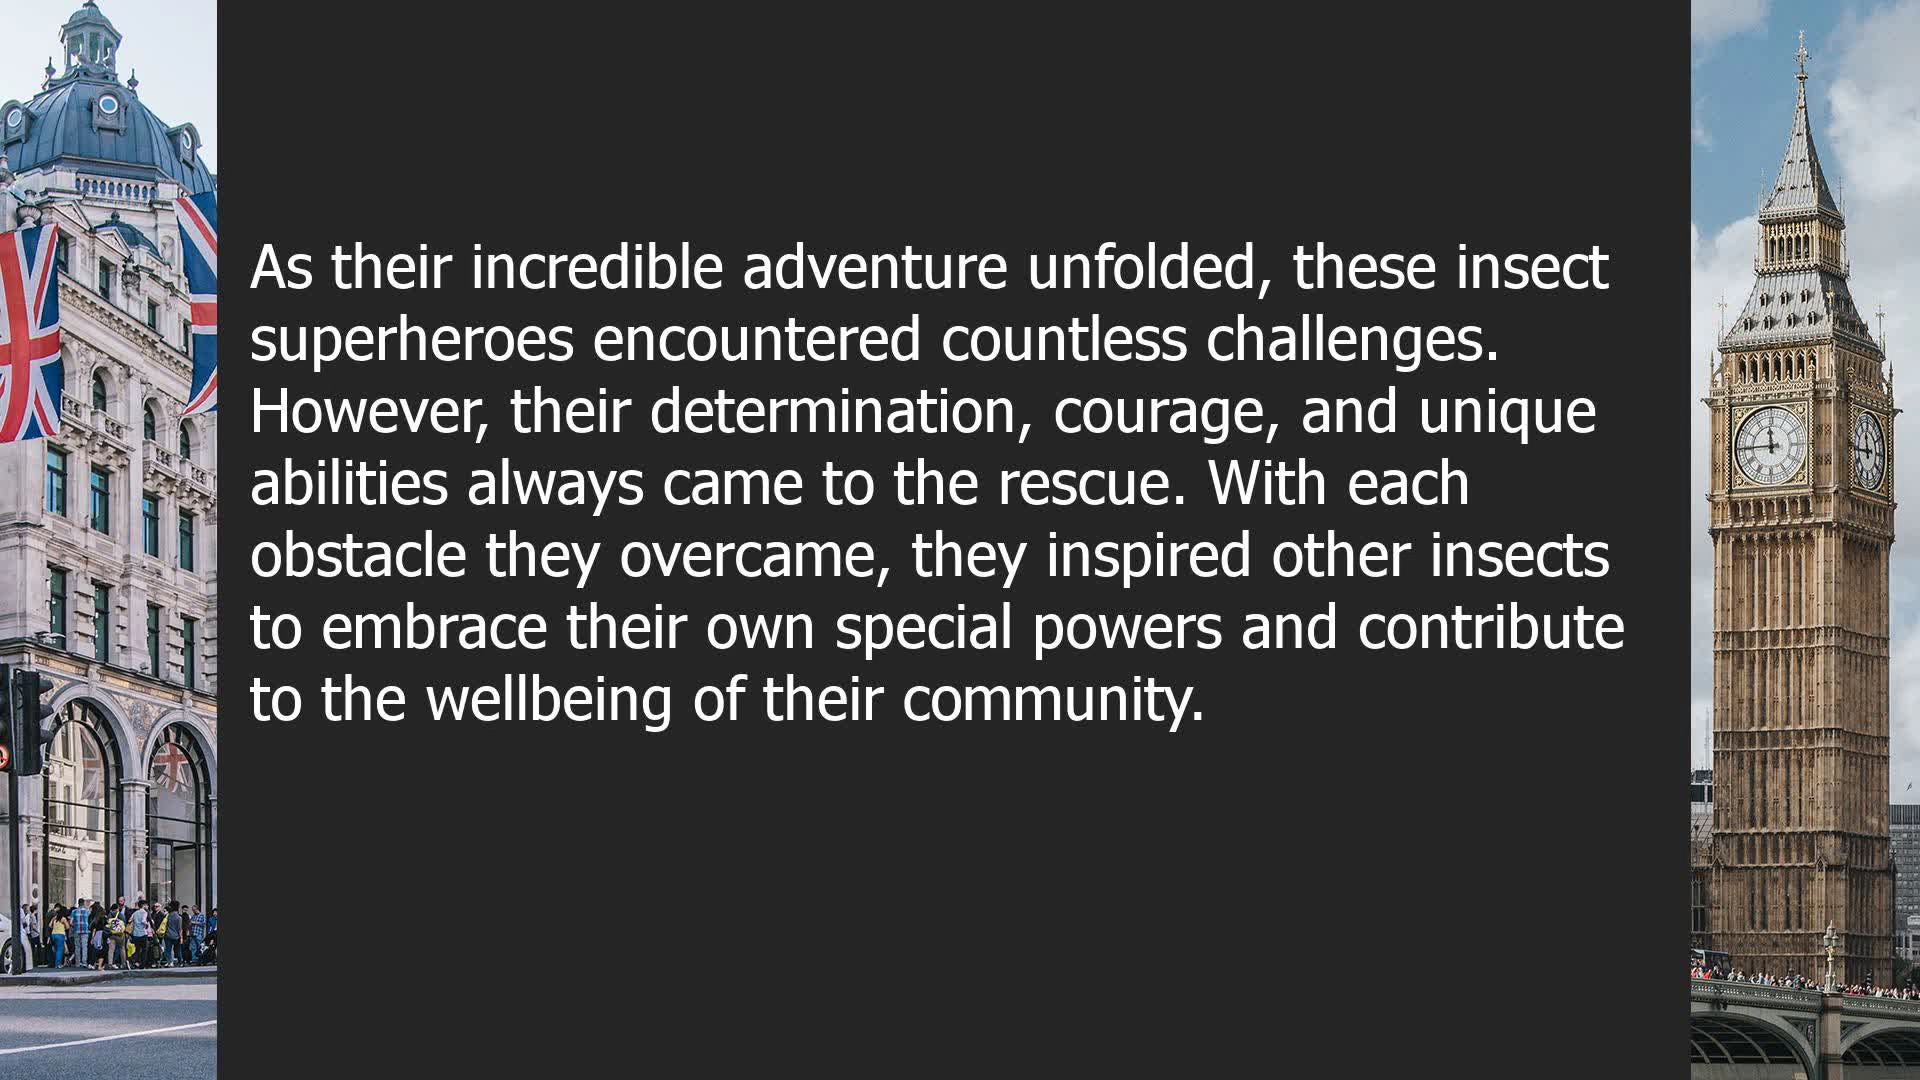 As their incredible adventure unfolded, these insect
superheroes encountered countless challenges.
However, their determination, courage, and unique
abilities always came to the rescue. With each
obstacle they overcame, they inspired other insects
to embrace their own special powers and contribute
to the wellbeing of their community.